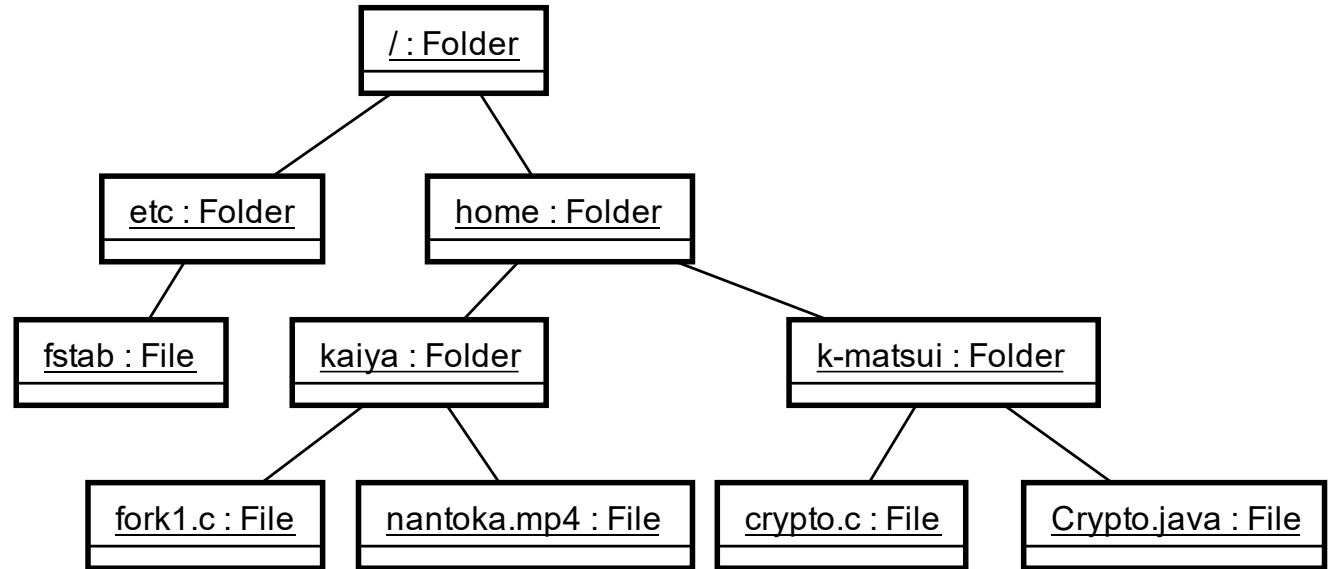 / : Folder
etc : Folder
home : Folder
fstab : File
kaiya : Folder
k-matsui : Folder
fork1.c : File
nantoka.mp4 : File
crypto.c : File
Crypto.java : File